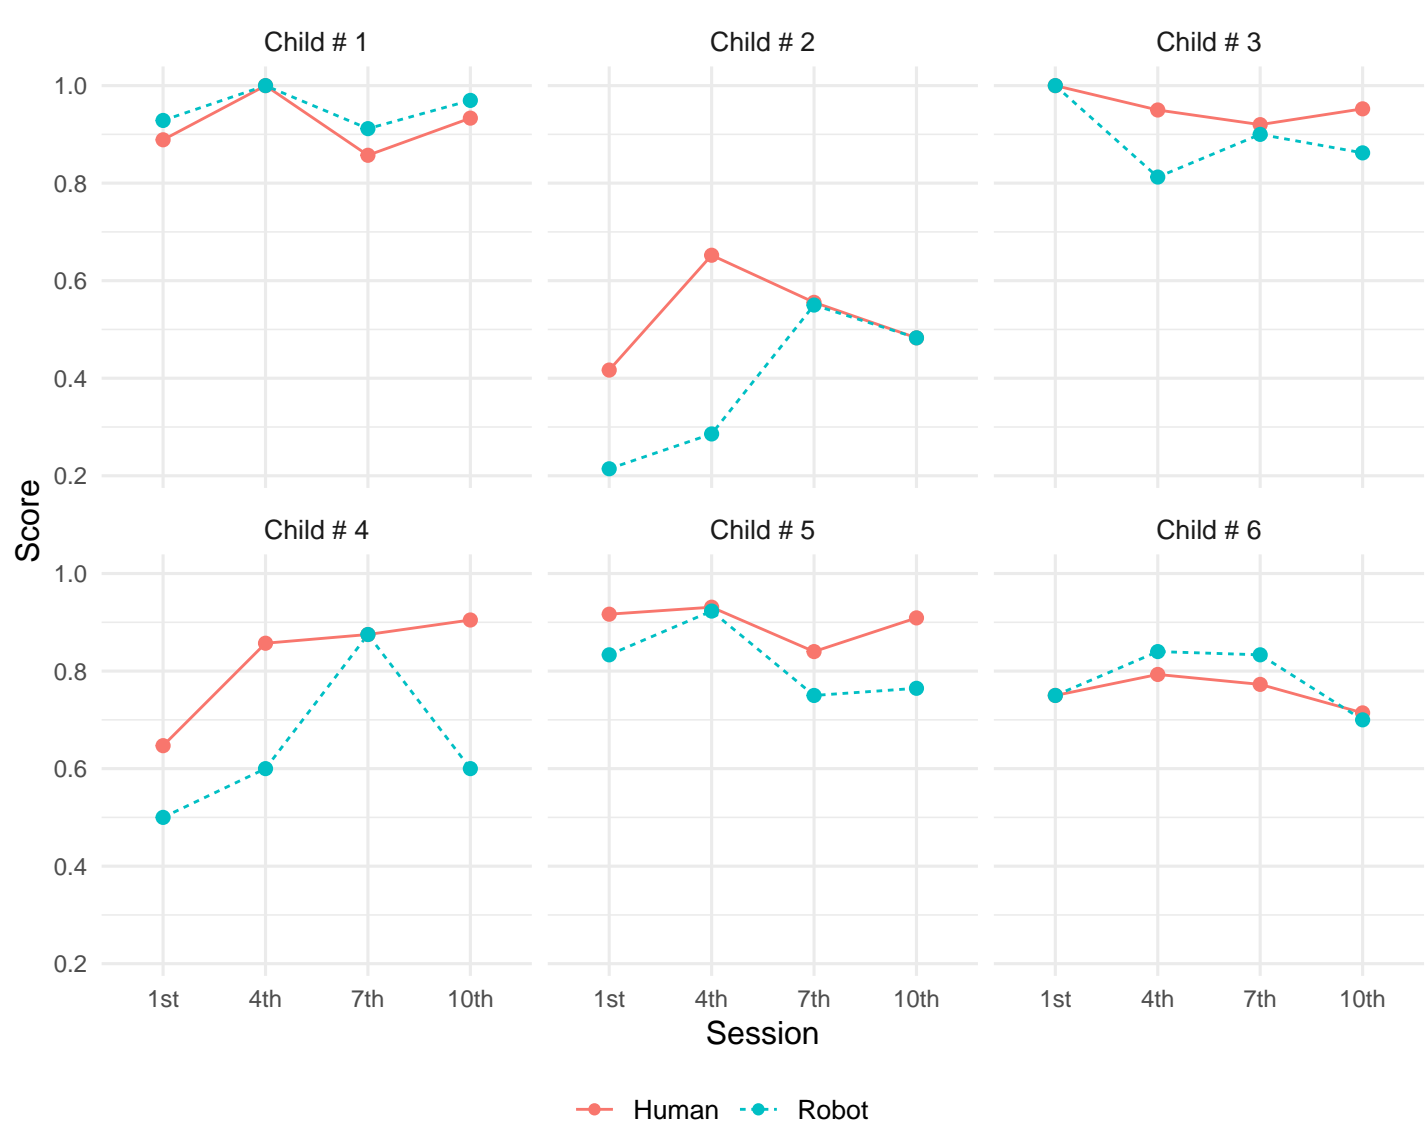 Child # 1
Child # 2
Child # 3
1.0
0.8
0.6
0.4
0.2
Score
Child # 4
Child # 5
Child # 6
1.0
0.8
0.6
0.4
0.2
1st 4th 7th 10th
1st 4th 7th 10th
1st 4th 7th 10th
Session
Human Robot